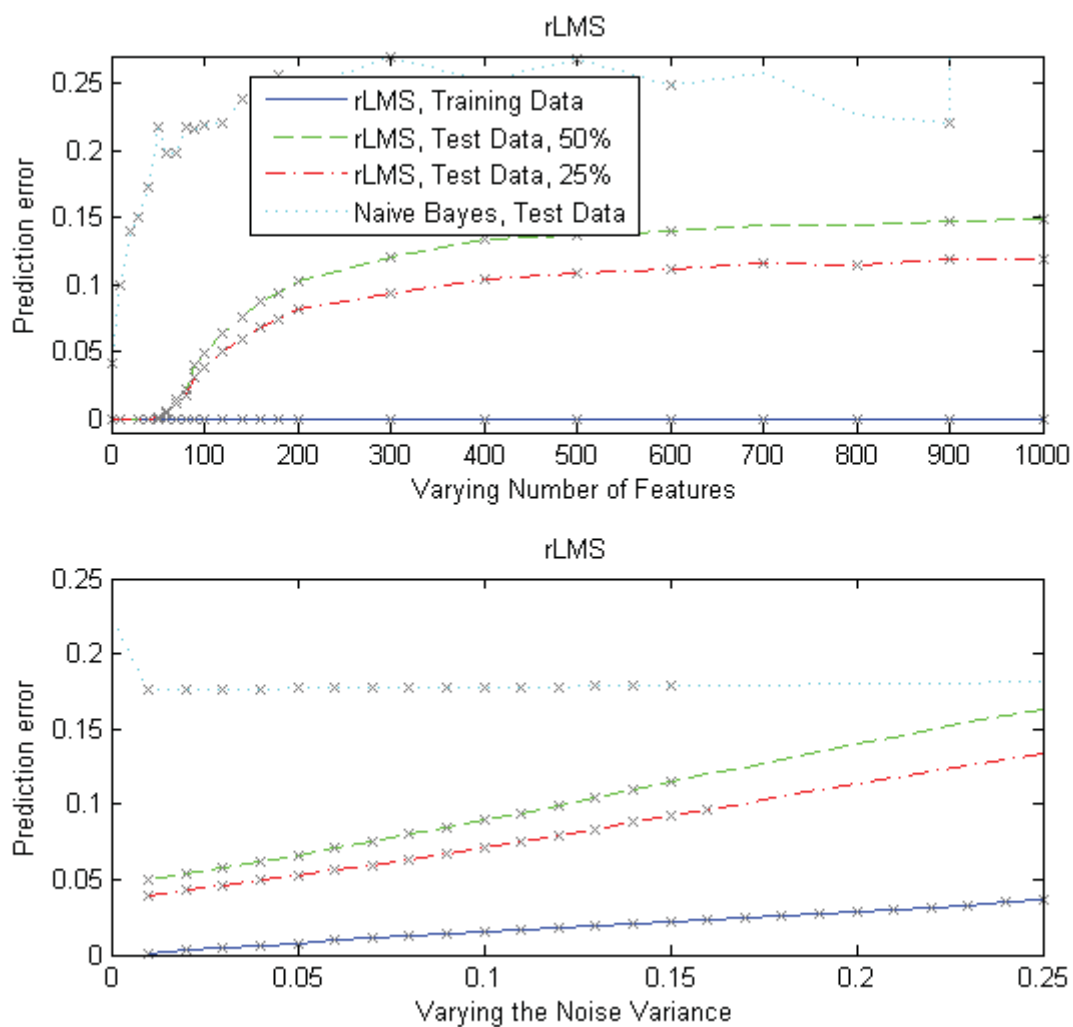 rLMS
0.25
0.2
0.15
0.1
0.05
0
Prediction error
rLMS, Training Data
rLMS, Test Data, 50%
rLMS, Test Data, 25%
Naive Bayes, Test Data
0 100 200 300 400 500 600 700 800 900 1000
Varying Number of Features
rLMS
0.25
0.2
0.15
0.1
0.05
0
Prediction error
0 0.05 0.1 0.15 0.2 0.25
Varying the Noise Variance